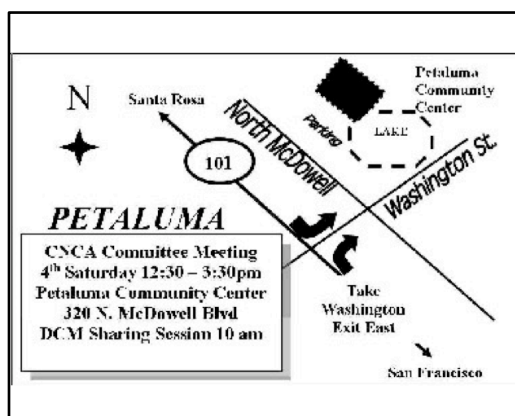 Petaluma
Community
Center
N
Santa Rosa
North McDowell
Parking
LAKE
101
Washington St.
PETALUMA
CNCA Committee Meeting
4th Saturday 12:30 – 3:30pm
Petaluma Community Center
320 N. McDowell Blvd
DCM Sharing Session 10 am
Take
Washington
Exit East
San Francisco